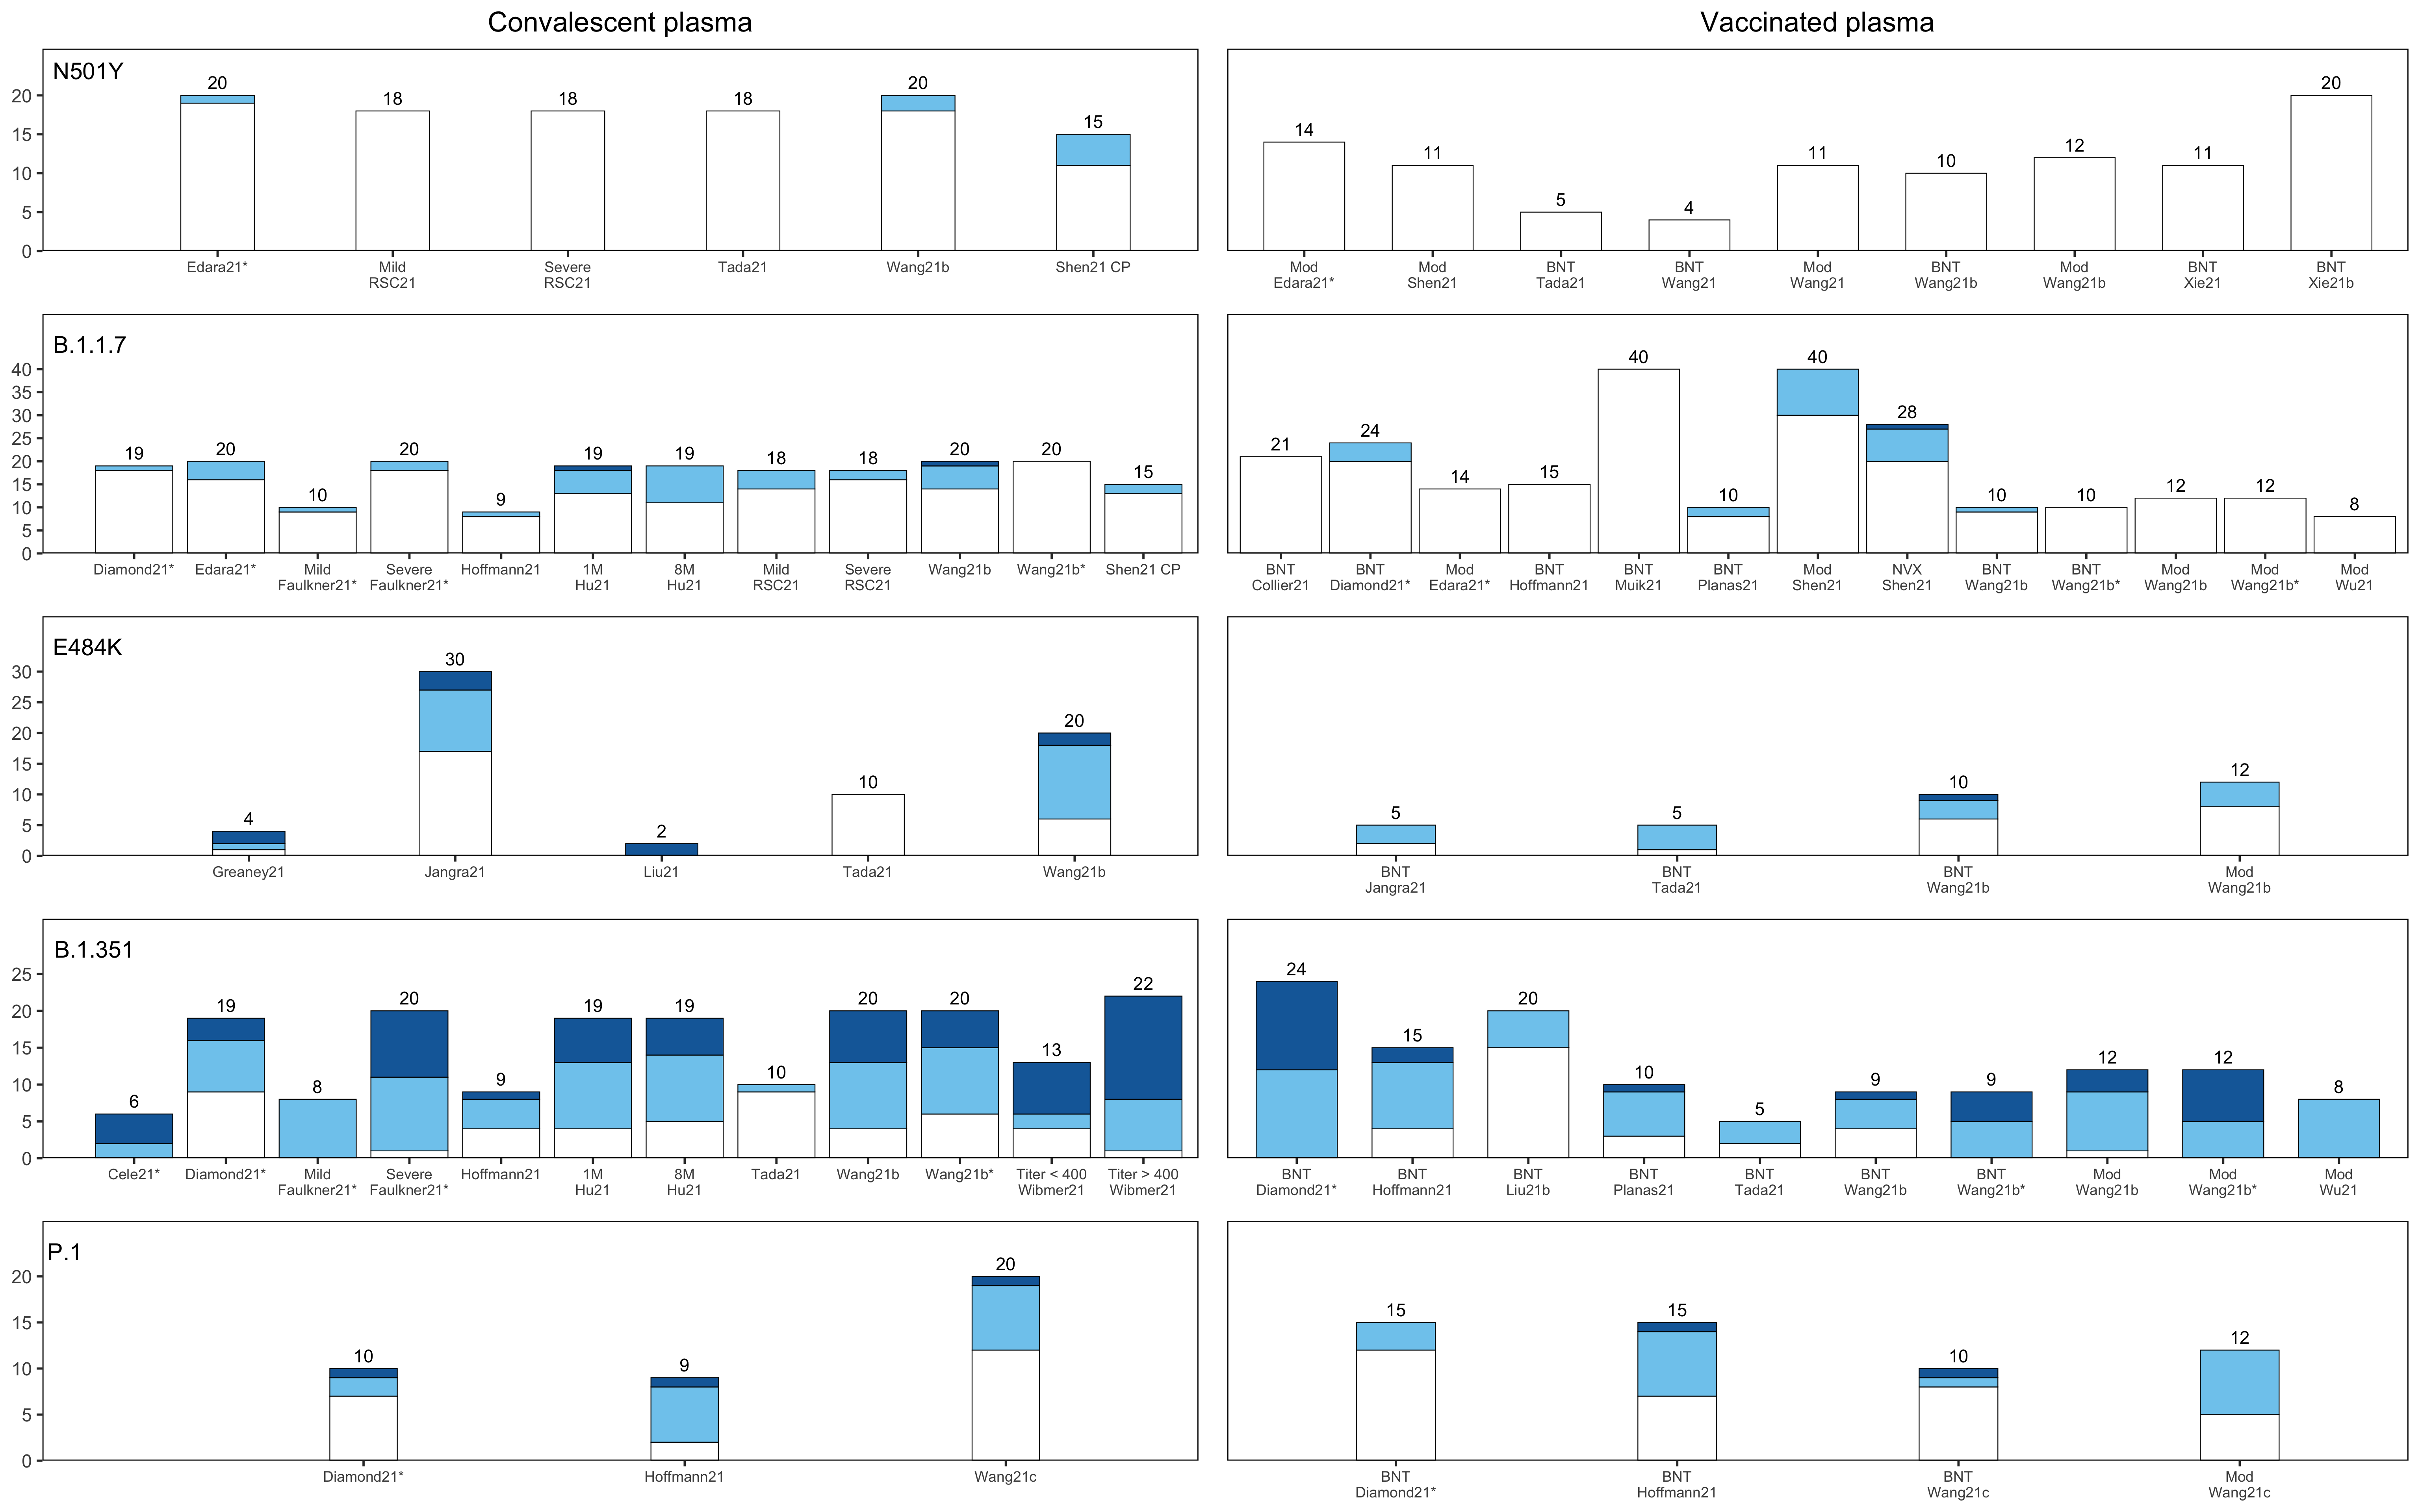 Convalescent plasma
Vaccinated plasma
N501Y
20
15
10
5
0
20
18
18
18
20
15
Edara21*
Mild
RSC21
Severe
RSC21
Tada21
Wang21b
Shen21 CP
14
11
5
4
11
10
12
11
20
Mod
Edara21*
Mod
Shen21
BNT
Tada21
BNT
Wang21
Mod
Wang21
BNT
Wang21b
Mod
Wang21b
BNT
Xie21
BNT
Xie21b
B.1.1.7
40
35
30
25
20
15
10
5
0
19
20
10
20
9
19
19
18
18
20
20
15
Diamond21*
Edara21*
Mild
Faulkner21*
Severe
Faulkner21*
Hoffmann21
1M
Hu21
8M
Hu21
Mild
RSC21
Severe
RSC21
Wang21b
Wang21b*
Shen21 CP
21
24
14
15
40
10
40
28
10
10
12
12
8
BNT
Collier21
BNT
Diamond21*
Mod
Edara21*
BNT
Hoffmann21
BNT
Muik21
BNT
Planas21
Mod
Shen21
NVX
Shen21
BNT
Wang21b
BNT
Wang21b*
Mod
Wang21b
Mod
Wang21b*
Mod
Wu21
E484K
30
25
20
15
10
5
0
4
30
2
10
20
Greaney21
Jangra21
Liu21
Tada21
Wang21b
5
5
10
12
BNT
Jangra21
BNT
Tada21
BNT
Wang21b
Mod
Wang21b
B.1.351
25
20
15
10
5
0
6
19
8
20
9
19
19
10
20
20
13
22
Cele21*
Diamond21*
Mild
Faulkner21*
Severe
Faulkner21*
Hoffmann21
1M
Hu21
8M
Hu21
Tada21
Wang21b
Wang21b*
Titer < 400
Wibmer21
Titer > 400
Wibmer21
24
15
20
10
5
9
9
12
12
8
BNT
Diamond21*
BNT
Hoffmann21
BNT
Liu21b
BNT
Planas21
BNT
Tada21
BNT
Wang21b
BNT
Wang21b*
Mod
Wang21b
Mod
Wang21b*
Mod
Wu21
P.1
20
15
10
5
0
10
9
20
Diamond21*
Hoffmann21
Wang21c
15
15
10
12
BNT
Diamond21*
BNT
Hoffmann21
BNT
Wang21c
Mod
Wang21c